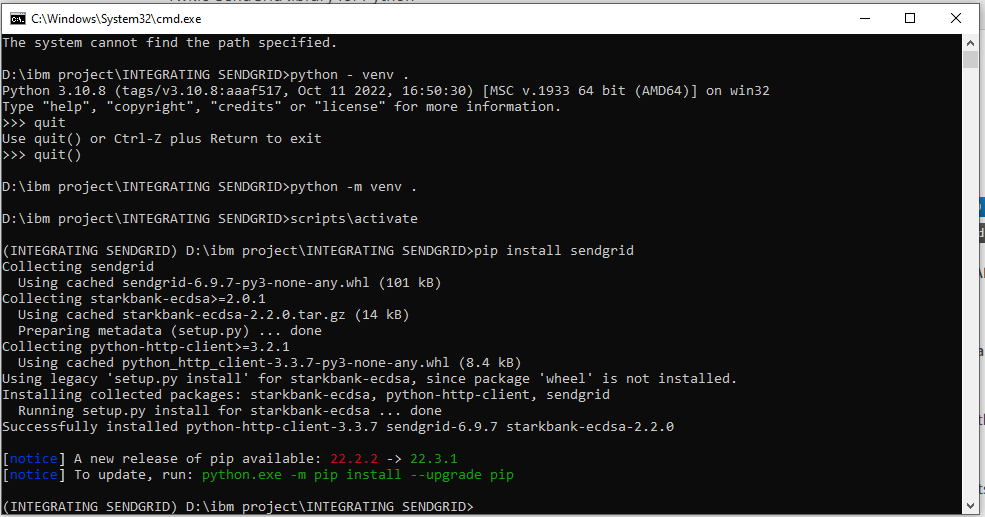 C:\Windows\System32\cmd.exe
The system cannot find the path specified.
D:\ibm project\INTEGRATING SENDGRID>python - venv .
Python 3.10.8 (tags/v3.10.8:aaaf517, Oct 11 2022, 16:50:30) [MSC v.1933 64 bit (AMD64)] on win32
Type "help", "copyright", "credits" or "license" for more information.
>>> quit
Use quit() or Ctrl-Z plus Return to exit
>>> quit()
D:\ibm project\INTEGRATING SENDGRID>python -m venv .
D:\ibm project\INTEGRATING SENDGRID>scripts\activate
(INTEGRATING SENDGRID) D:\ibm project\INTEGRATING SENDGRID>pip install sendgrid
Collecting sendgrid
  Using cached sendgrid-6.9.7-py3-none-any.whl (101 kB)
Collecting starkbank-ecdsa>=2.0.1
  Using cached starkbank-ecdsa-2.2.0.tar.gz (14 kB)
  Preparing metadata (setup.py) ... done
Collecting python-http-client>=3.2.1
  Using cached python_http_client-3.3.7-py3-none-any.whl (8.4 kB)
Using legacy 'setup.py install' for starkbank-ecdsa, since package 'wheel' is not installed.
Installing collected packages: starkbank-ecdsa, python-http-client, sendgrid
  Running setup.py install for starkbank-ecdsa ... done
Successfully installed python-http-client-3.3.7 sendgrid-6.9.7 starkbank-ecdsa-2.2.0
[notice] A new release of pip available: 22.2.2 -> 22.3.1
[notice] To update, run: python.exe -m pip install --upgrade pip
(INTEGRATING SENDGRID) D:\ibm project\INTEGRATING SENDGRID>